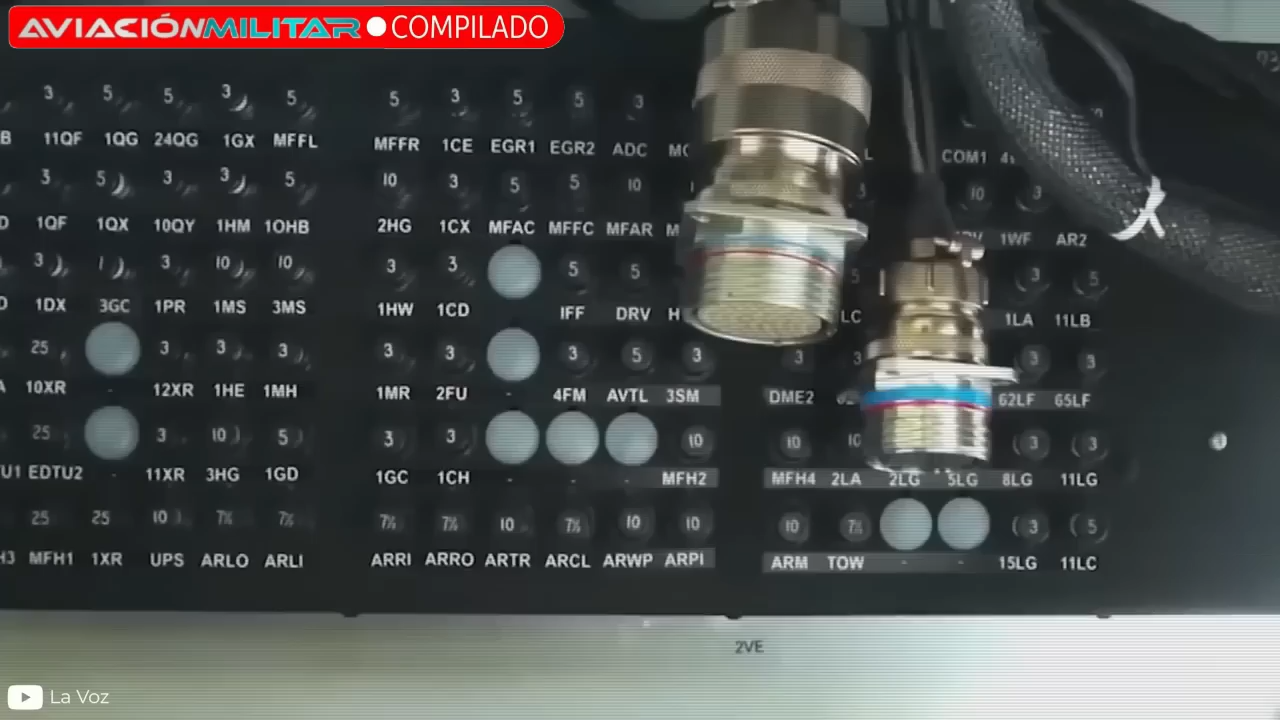 AVIACIÓNMILITAR COMPILADO
3 5 5 3 5 5 3 5 5 3
11QF 1QG 24QG 1GX MFFL MFFR 1CE EGR1 EGR2 ADC COM1
3 5 3 3 5 10 3 5 5 10 10 3
1QF 1QX 10QY 1HM 1OHB 2HG 1CX MFAC MFFC MFAR 1WF AR2
3 3 10 10 3 3 5 5 3 5
1DX 3GC 1PR 1MS 3MS 1HW 1CD IFF DRV LC 1LA 11LB
25 3 3 3 3 3 3 5 3 3 3 3 3
10XR - 12XR 1HE 1MH 1MR 2FU - 4FM AVTL 3SM DME2 62LF 65LF
25 3 10 5 3 3 10 10 10 3 3
EDTU2 - 11XR 3HG 1GD 1GC 1CH - - - MFH2 MFH4 2LA 2LG 5LG 8LG 11LG
25 25 10 7½ 7½ 7½ 7½ 10 7½ 10 10 10 7½ 3 5
MFH1 1XR UPS ARLO ARLI ARRI ARRO ARTR ARCL ARWP ARPI ARM TOW - - 15LG 11LC
2VE
La Voz